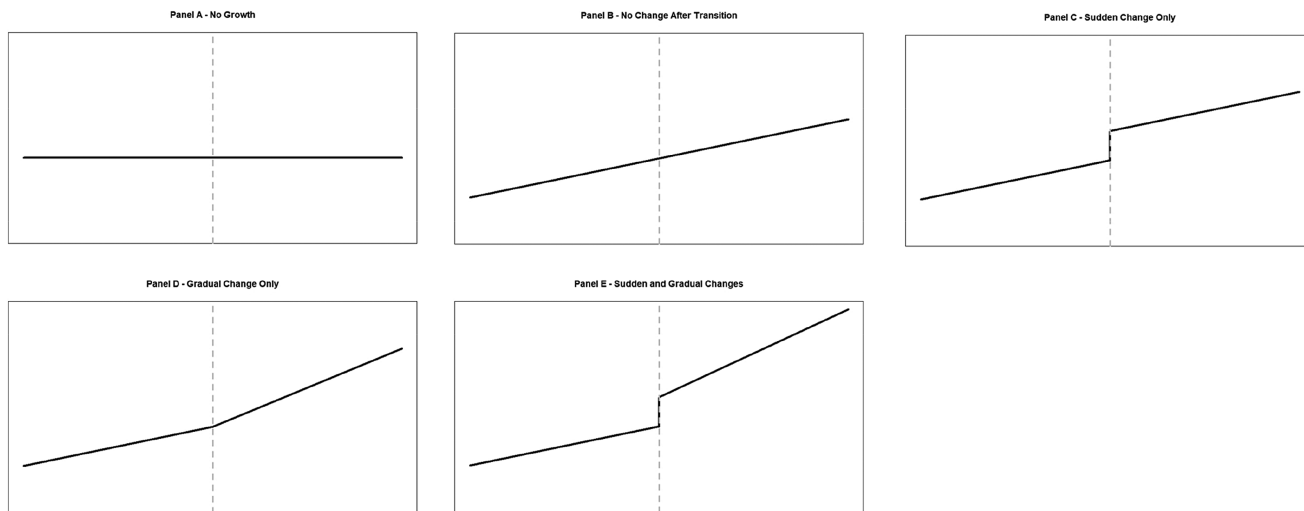 Panel A - No Growth
Panel B - No Change After Transition
Panel C - Sudden Change Only
Panel D - Gradual Change Only
Panel E - Sudden and Gradual Changes